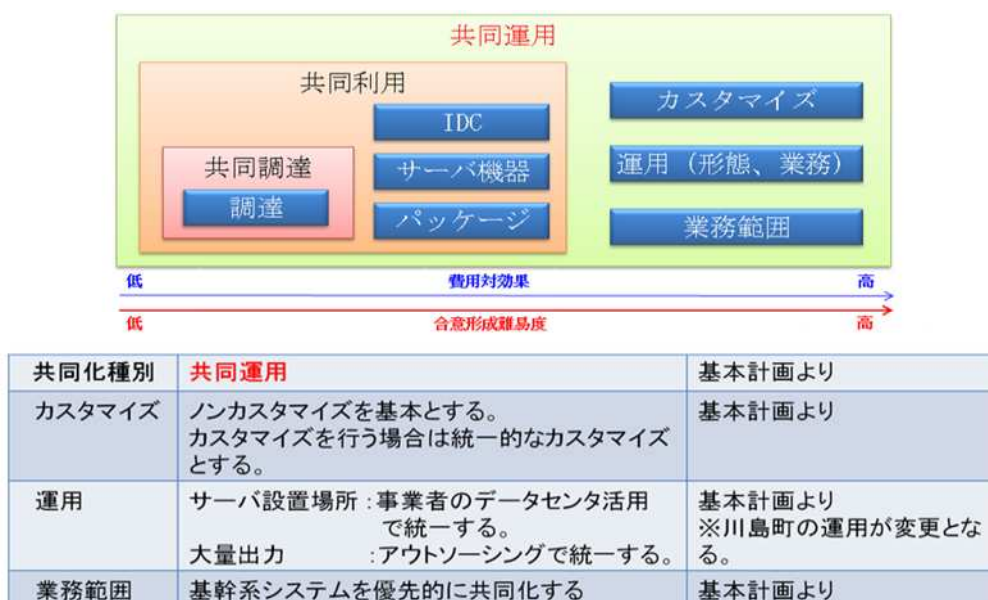 共同運用
共同利用
IDC
カスタマイズ
共同調達
サーバ機器
運用（形態、業務）
調達
パッケージ
業務範囲
低 費用対効果 高
低 合意形成難易度 高
共同化種別 共同運用 基本計画より
カスタマイズ ノンカスタマイズを基本とする。 基本計画より
カスタマイズを行う場合は統一的なカスタマイズ
とする。
運用 サーバ設置場所：事業者のデータセンタ活用 基本計画より
で統一する。 ※川島町の運用が変更とな
大量出力 ：アウトソーシングで統一する。 る。
業務範囲 基幹系システムを優先的に共同化する 基本計画より